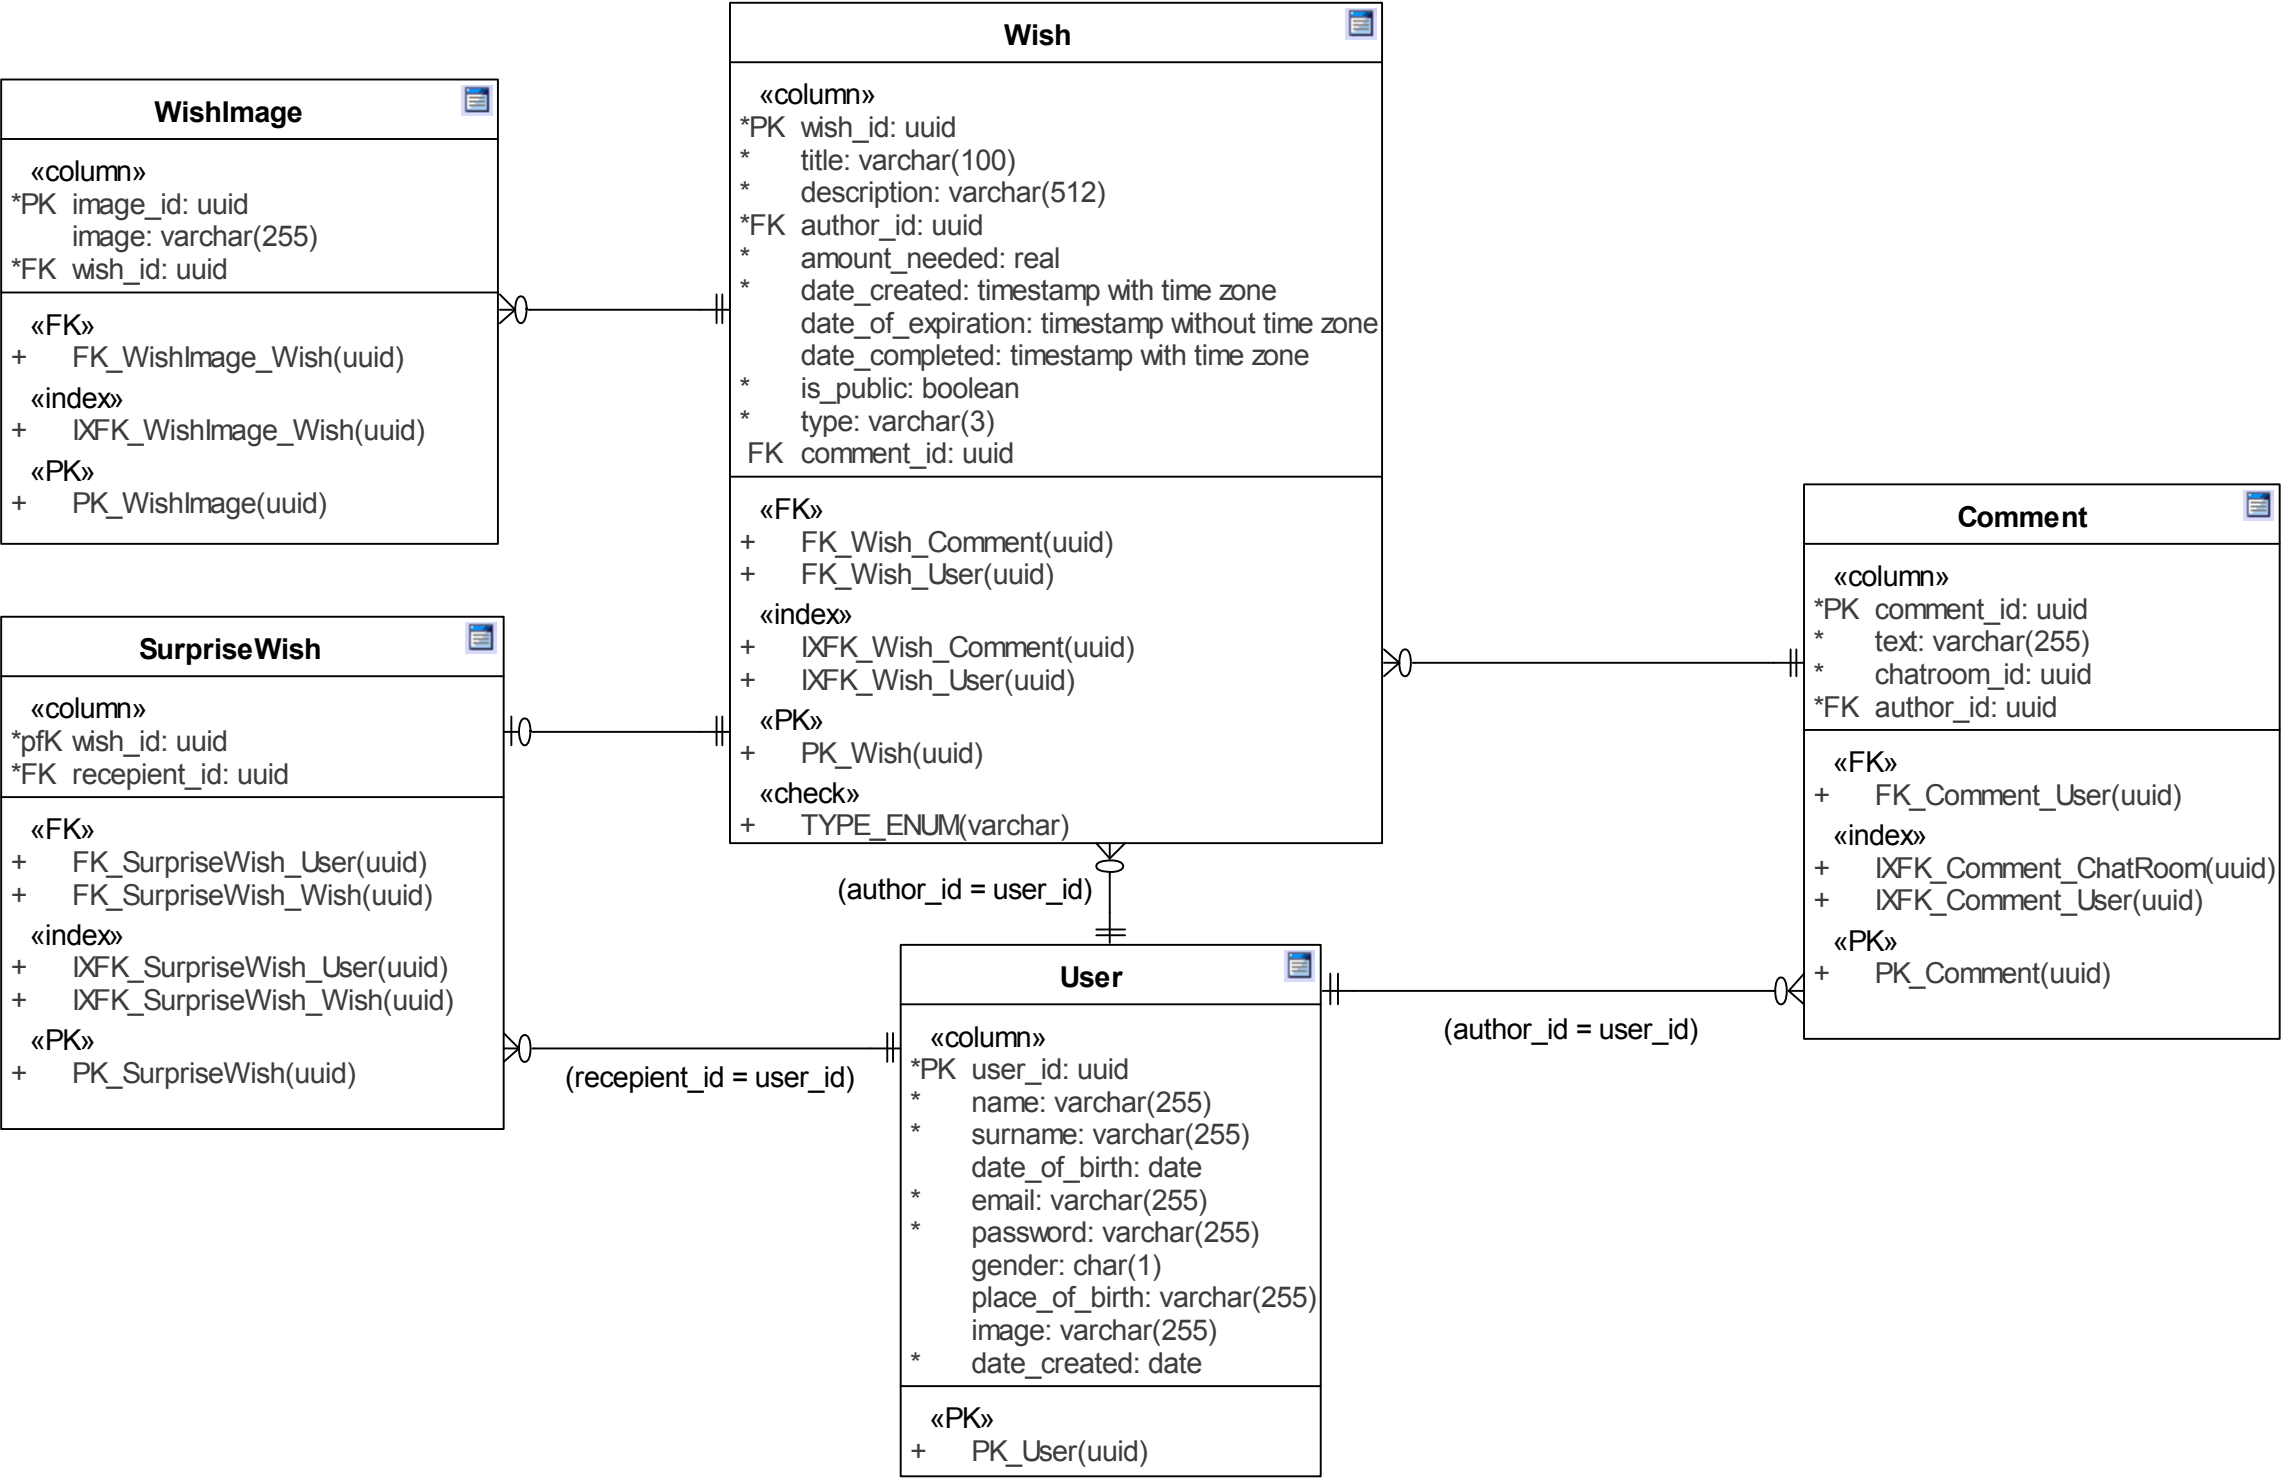 WishImage
«column»
*PK image_id: uuid
image: varchar(255)
*FK wish_id: uuid
«FK»
+ FK_WishImage_Wish(uuid)
«index»
+ IXFK_WishImage_Wish(uuid)
«PK»
+ PK_WishImage(uuid)
Wish
«column»
*PK wish_id: uuid
* title: varchar(100)
* description: varchar(512)
*FK author_id: uuid
* amount_needed: real
* date_created: timestamp with time zone
date_of_expiration: timestamp without time zone
date_completed: timestamp with time zone
* is_public: boolean
* type: varchar(3)
FK comment_id: uuid
«FK»
+ FK_Wish_Comment(uuid)
+ FK_Wish_User(uuid)
«index»
+ IXFK_Wish_Comment(uuid)
+ IXFK_Wish_User(uuid)
«PK»
+ PK_Wish(uuid)
«check»
+ TYPE_ENUM(varchar)
Comment
«column»
*PK comment_id: uuid
* text: varchar(255)
* chatroom_id: uuid
*FK author_id: uuid
«FK»
+ FK_Comment_User(uuid)
«index»
+ IXFK_Comment_ChatRoom(uuid)
+ IXFK_Comment_User(uuid)
«PK»
+ PK_Comment(uuid)
SurpriseWish
«column»
*pfK wish_id: uuid
*FK recepient_id: uuid
«FK»
+ FK_SurpriseWish_User(uuid)
+ FK_SurpriseWish_Wish(uuid)
«index»
+ IXFK_SurpriseWish_User(uuid)
+ IXFK_SurpriseWish_Wish(uuid)
«PK»
+ PK_SurpriseWish(uuid)
(author_id = user_id)
(recepient_id = user_id)
(author_id = user_id)
User
«column»
*PK user_id: uuid
* name: varchar(255)
* surname: varchar(255)
date_of_birth: date
* email: varchar(255)
* password: varchar(255)
gender: char(1)
place_of_birth: varchar(255)
image: varchar(255)
* date_created: date
«PK»
+ PK_User(uuid)